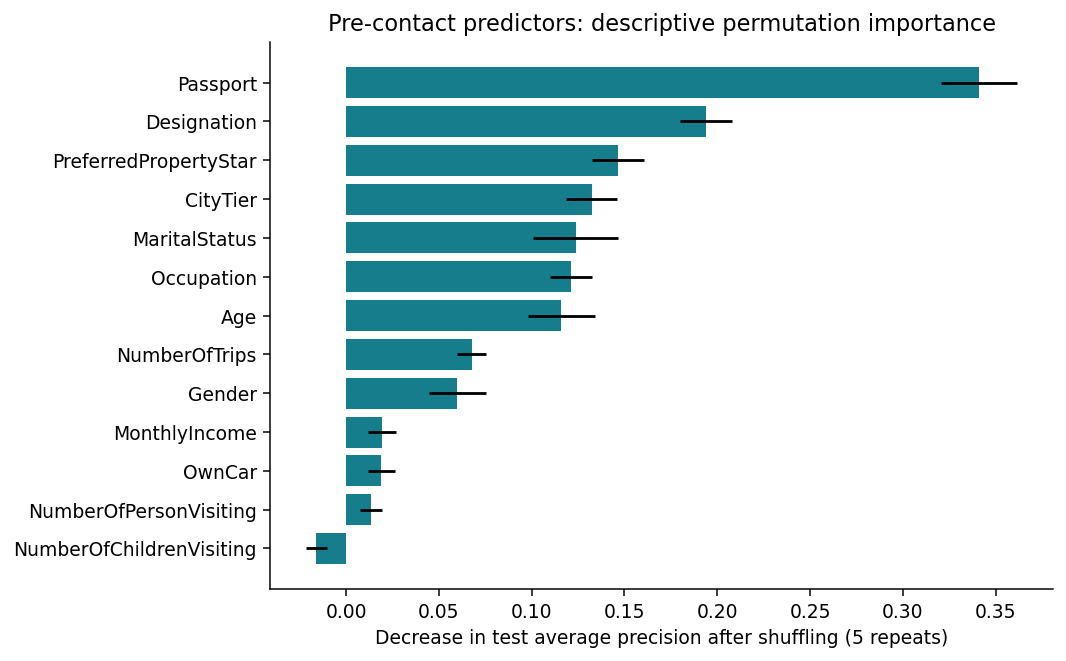 Pre-contact predictors: descriptive permutation importance
Passport
Designation
PreferredPropertyStar
CityTier
MaritalStatus
Occupation
Age
NumberOfTrips
Gender
MonthlyIncome
OwnCar
NumberOfPersonVisiting
NumberOfChildrenVisiting
0.00 0.05 0.10 0.15 0.20 0.25 0.30 0.35
Decrease in test average precision after shuffling (5 repeats)